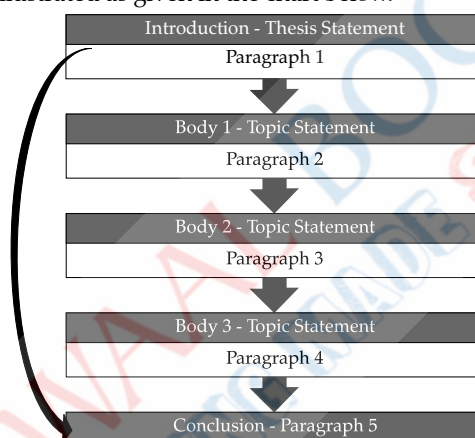 Introduction - Thesis Statement
Paragraph 1
Body 1 - Topic Statement
Paragraph 2
Body 2 - Topic Statement
Paragraph 3
Body 3 - Topic Statement
Paragraph 4
Conclusion - Paragraph 5